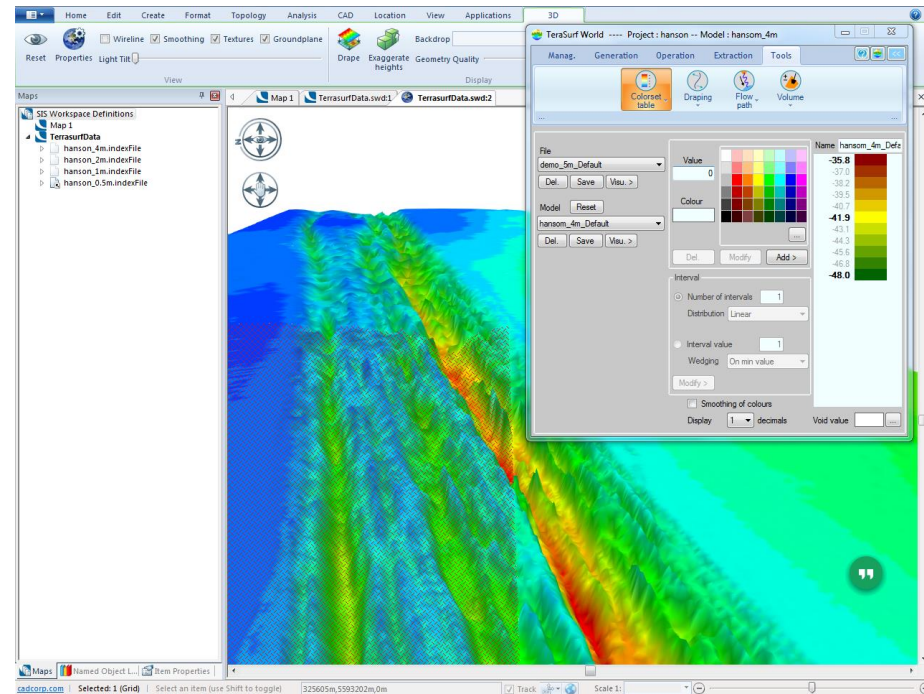 Home Edit Create Format Topology Analysis CAD Location View Applications 3D
Wireline Smoothing Textures Groundplane
Reset Properties Light Tilt
View
Drape Exaggerate heights
Backdrop
Geometry Quality
Display
Maps
SIS Workspace Definitions
Map 1
TerrasurfData
hanson_4m.indexFile
hanson_2m.indexFile
hanson_1m.indexFile
hanson_0.5m.indexFile
Map 1 TerrasurfData.swd:1 TerrasurfData.swd:2
TeraSurf World ---- Project : hanson -- Model : hansom_4m
Manag. Generation Operation Extraction Tools
Colorset table Draping Flow path Volume
...
File
demo_5m_Default
Del. Save Visu. >
Model Reset
hansom_4m_Default
Del. Save Visu. >
Value
0
Colour
...
Del. Modify Add >
Interval
Number of intervals 1
Distribution Linear
Interval value 1
Wedging On min value
Modify >
Smoothing of colours
Display 1 decimals
Name hansom_4m_Defa
-35.8
-37.0
-38.2
-39.5
-40.7
-41.9
-43.1
-44.3
-45.6
-46.8
-48.0
Void value ...
Maps Named Object L... Item Properties
cadcorp.com Selected: 1 (Grid) Select an item (use Shift to toggle) 325605m,5593202m,0m Track Scale 1: